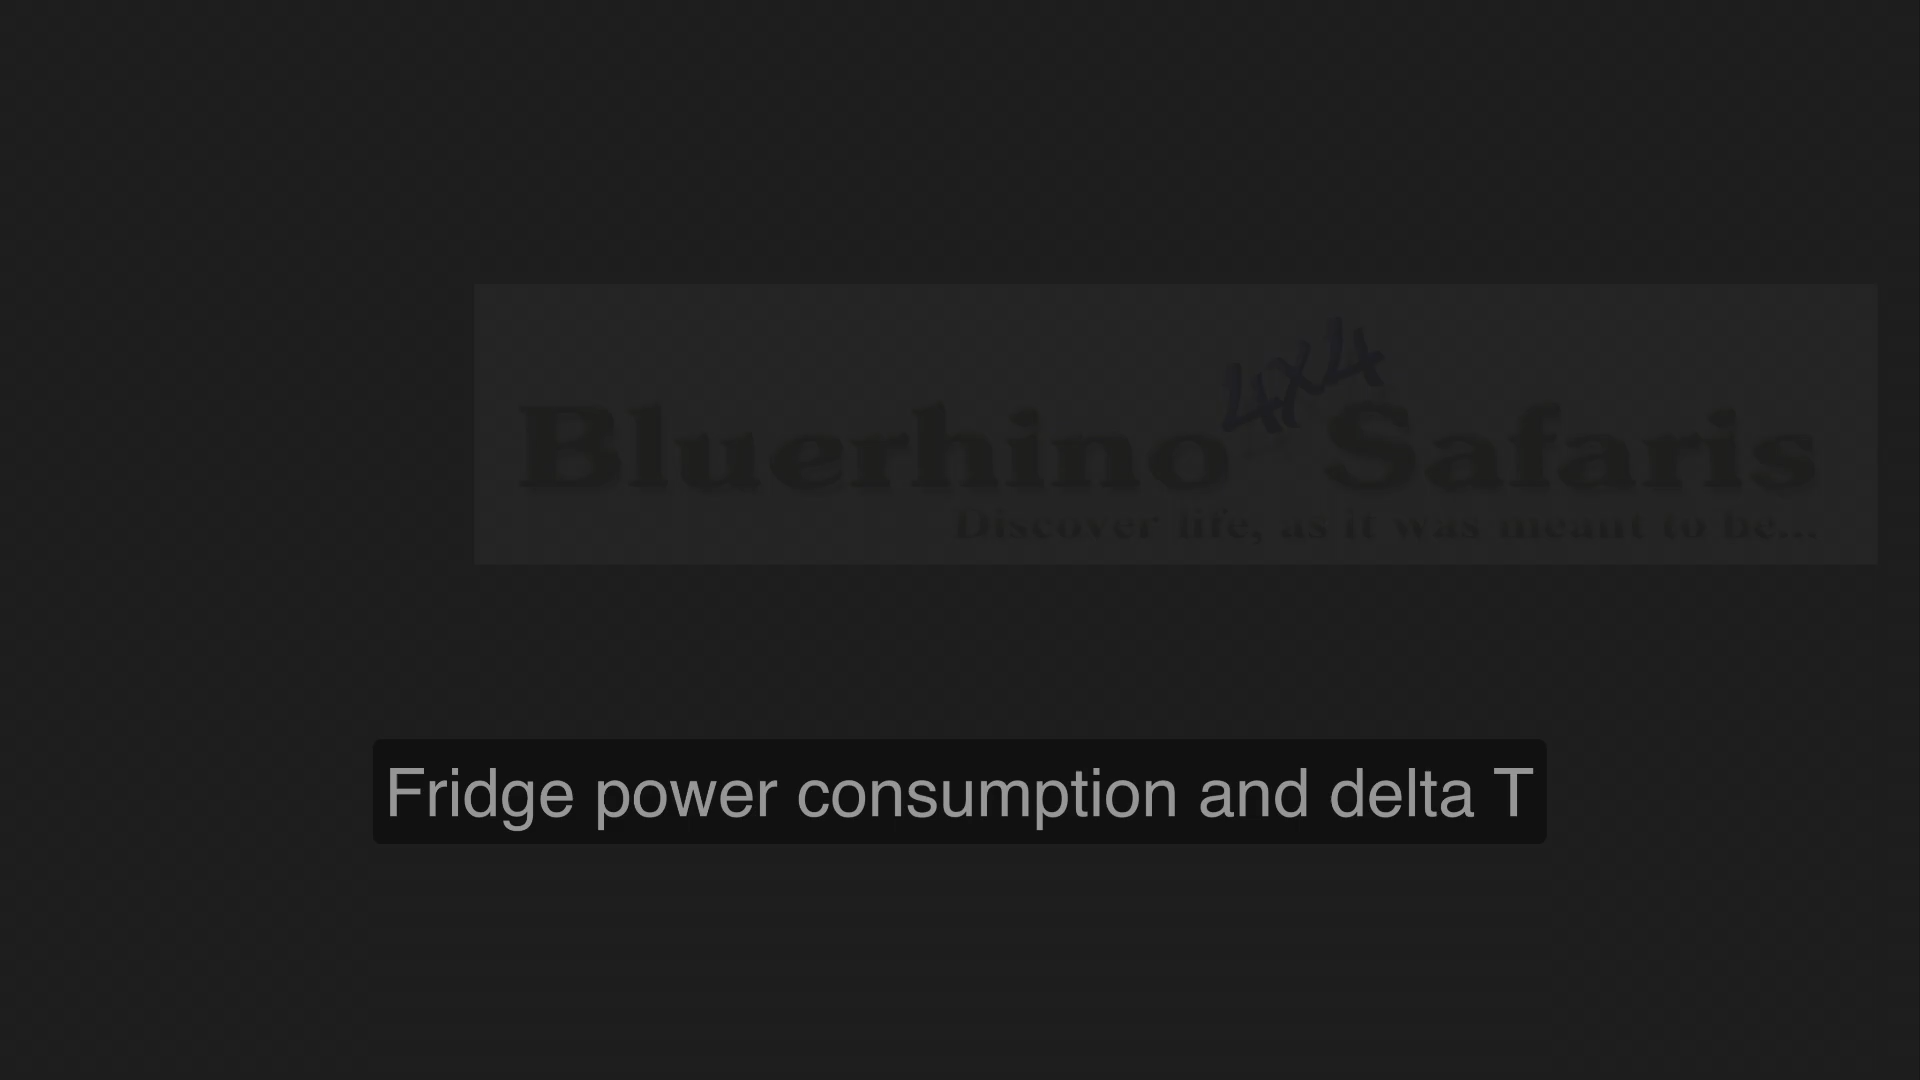 4x4
Bluerhino Safaris
Discover life, as it was meant to be...
Fridge power consumption and delta T